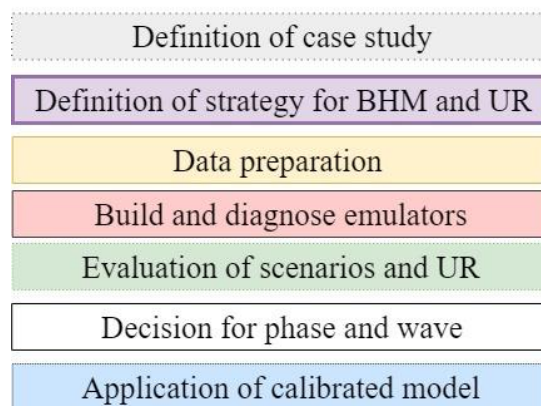 Definition of case study
Definition of strategy for BHM and UR
Data preparation
Build and diagnose emulators
Evaluation of scenarios and UR
Decision for phase and wave
Application of calibrated model